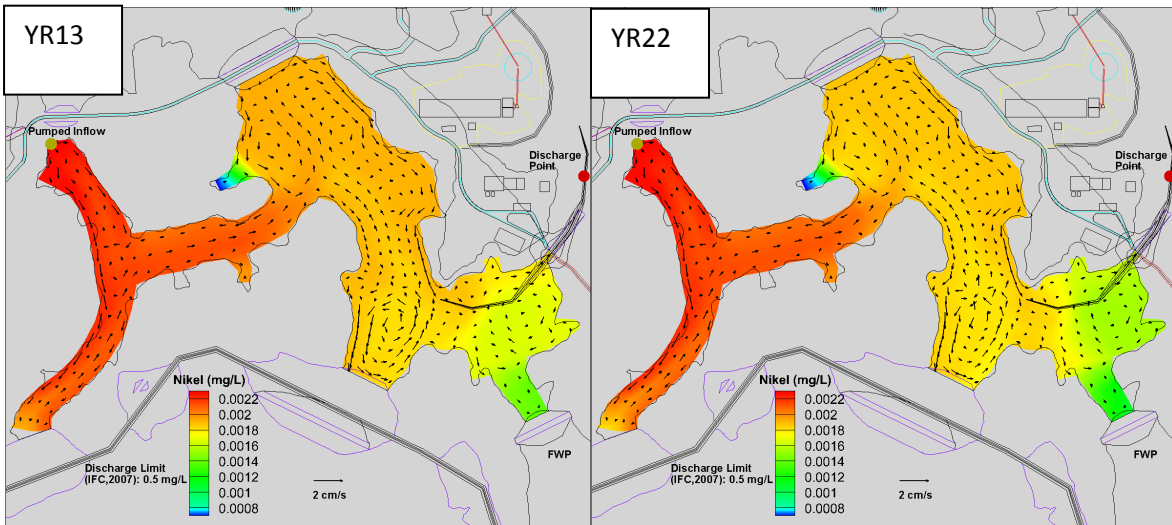 YR13
Pumped Inflow
Discharge
Point
Nikel (mg/L)
0.0022
0.002
0.0018
0.0016
0.0014
0.0012
0.001
0.0008
Discharge Limit
(IFC,2007): 0.5 mg/L
2 cm/s
FWP
YR22
Pumped Inflow
Discharge
Point
Nikel (mg/L)
0.0022
0.002
0.0018
0.0016
0.0014
0.0012
0.001
0.0008
Discharge Limit
(IFC,2007): 0.5 mg/L
2 cm/s
FWP